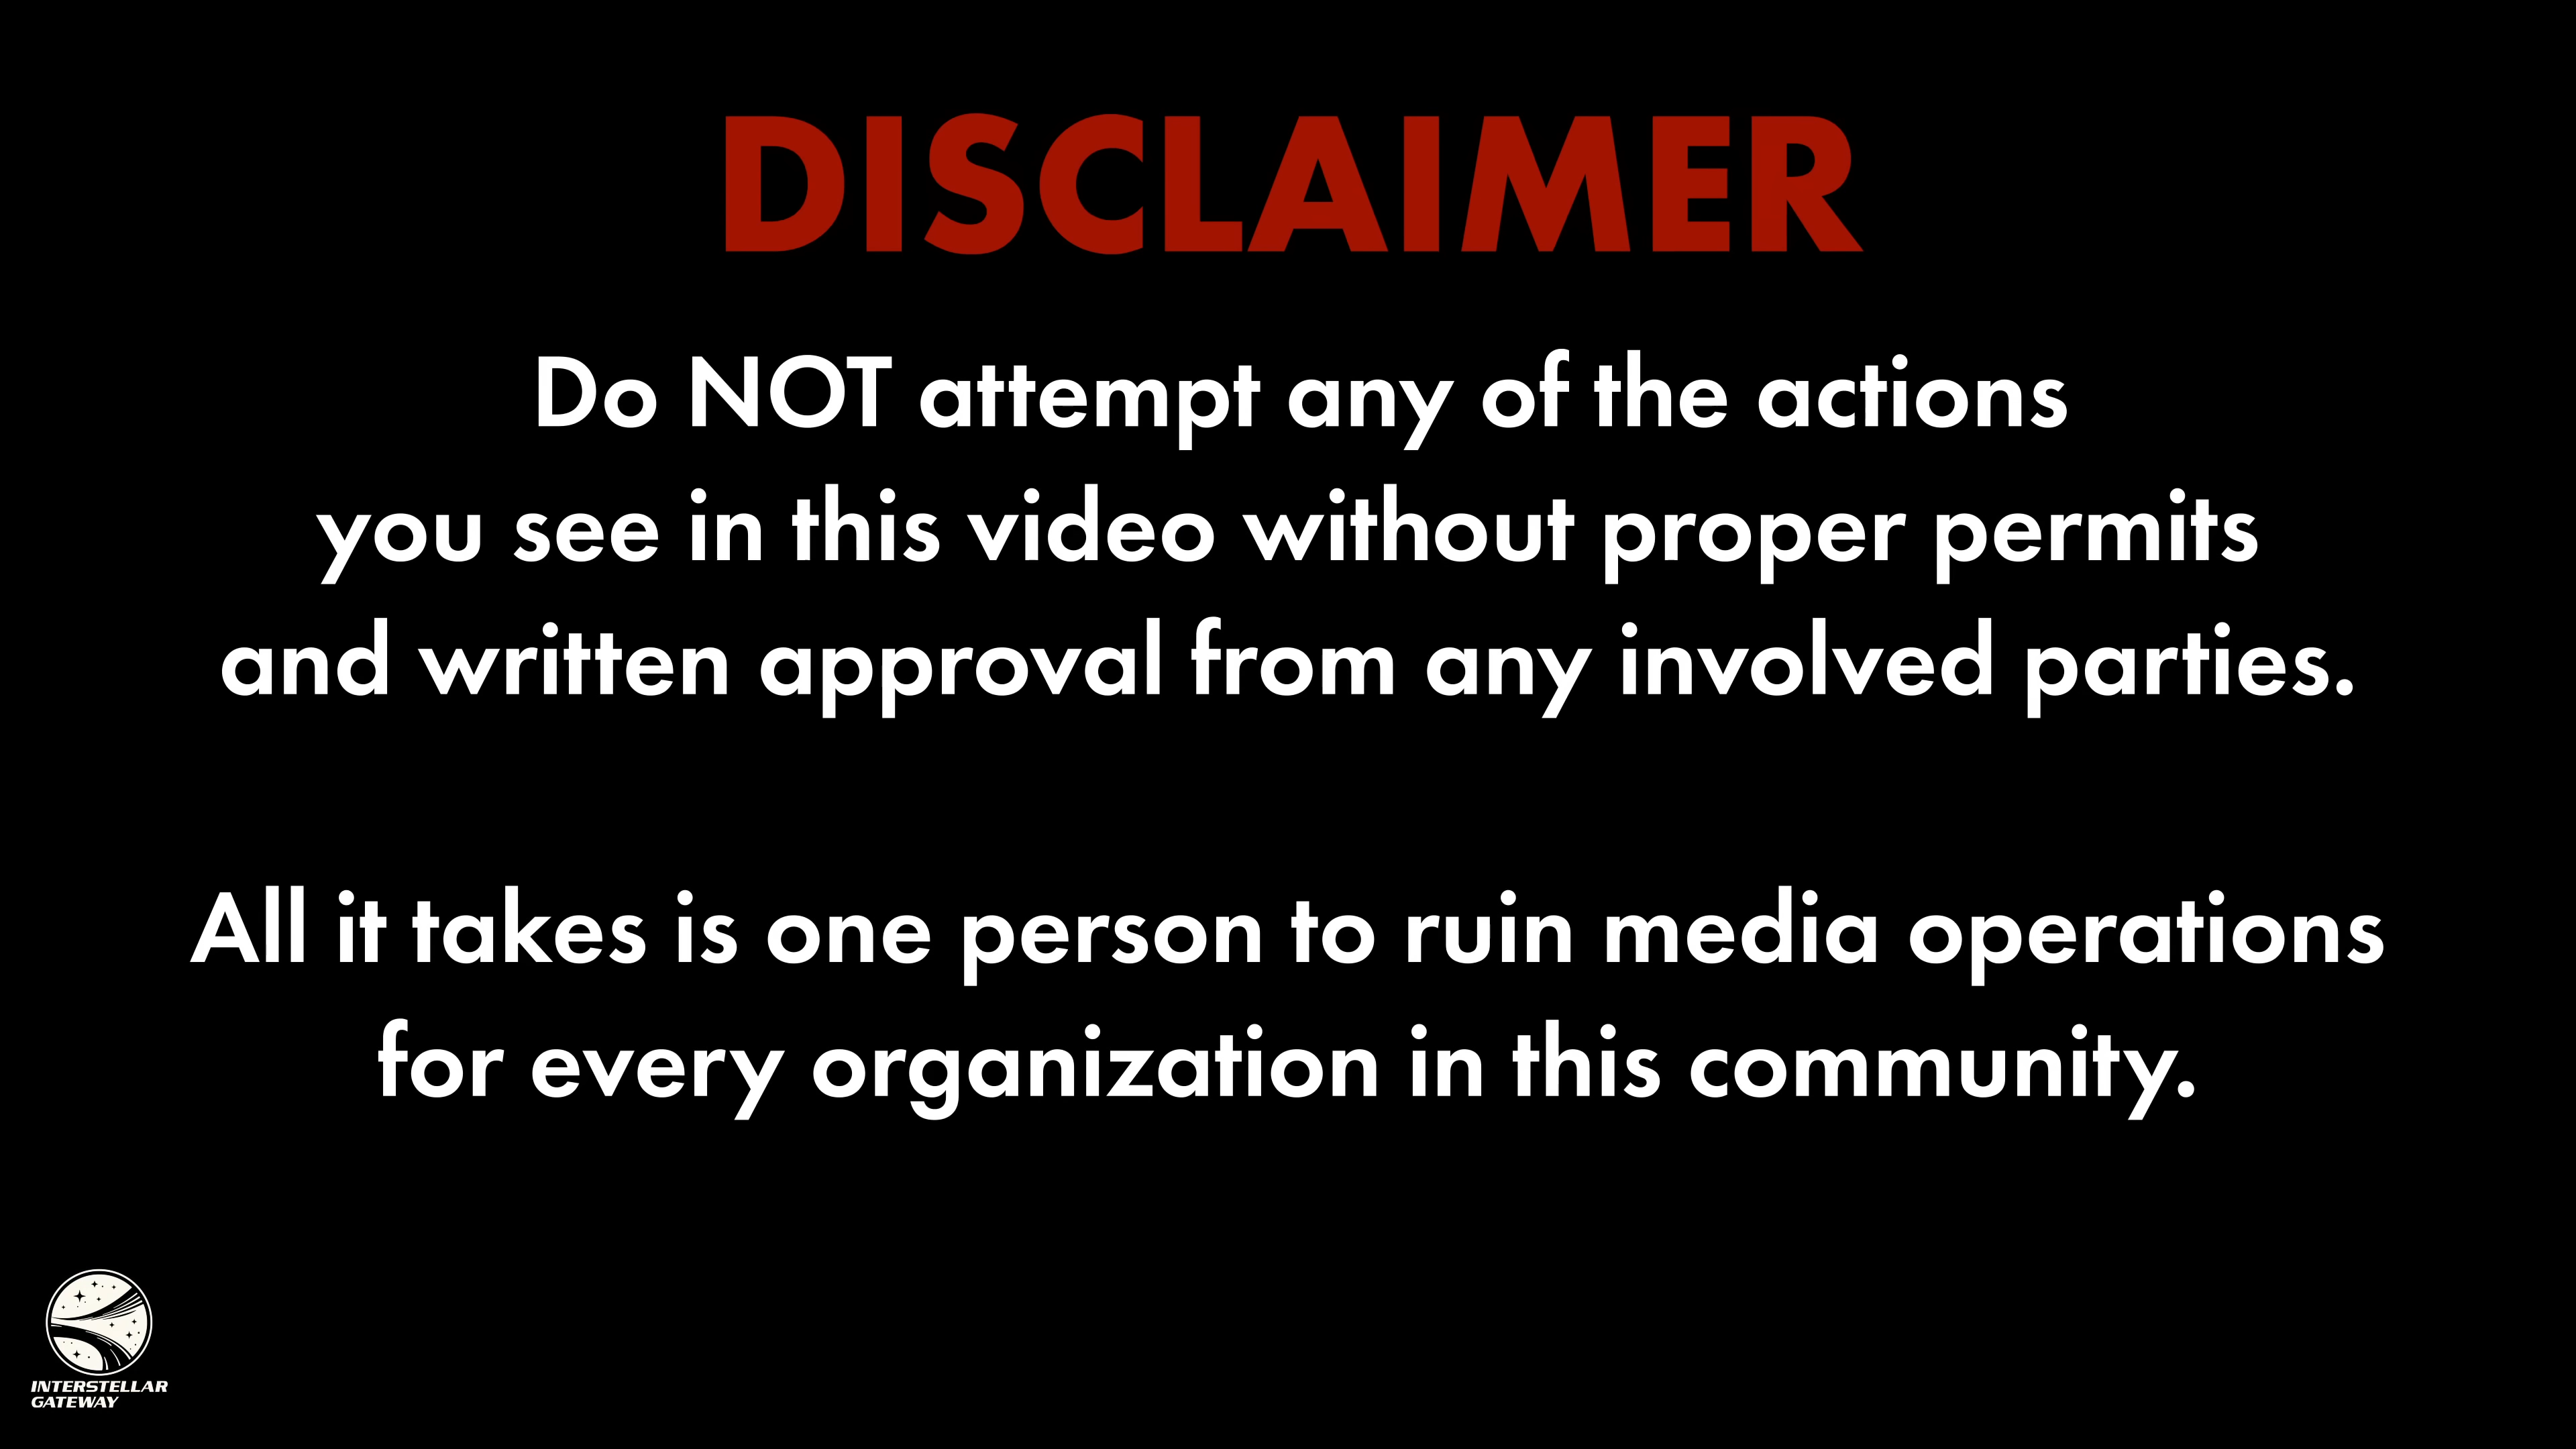 DISCLAIMER
Do NOT attempt any of the actions
you see in this video without proper permits
and written approval from any involved parties.
All it takes is one person to ruin media operations
for every organization in this community.
INTERSTELLAR
GATEWAY